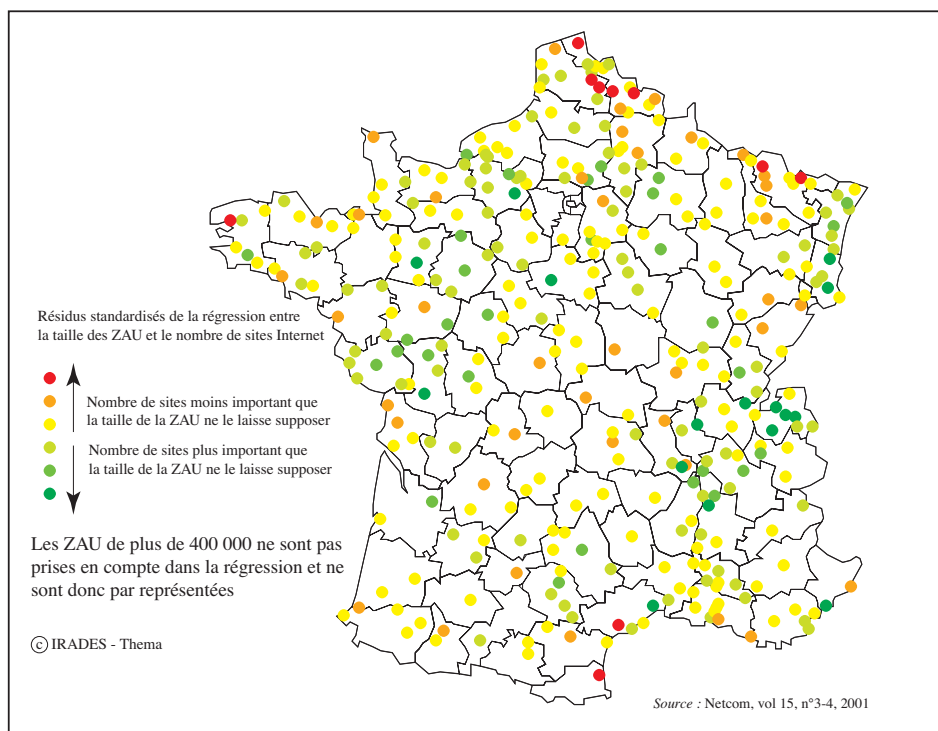 Résidus standardisés de la régression entre
la taille des ZAU et le nombre de sites Internet
Nombre de sites moins important que
la taille de la ZAU ne le laisse supposer
Nombre de sites plus important que
la taille de la ZAU ne le laisse supposer
Les ZAU de plus de 400 000 ne sont pas
prises en compte dans la régression et ne
sont donc par représentées
© IRADES - Thema
Source : Netcom, vol 15, n°3-4, 2001